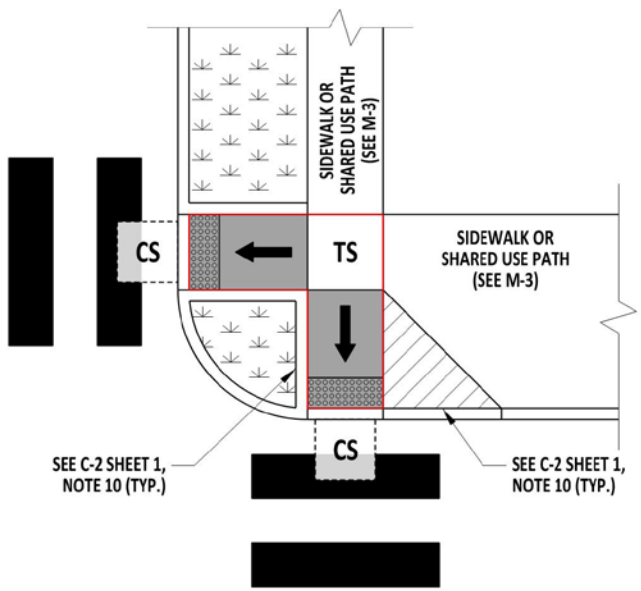 SIDEWALK OR
SHARED USE PATH
(SEE M-3)
CS
TS
SIDEWALK OR
SHARED USE PATH
(SEE M-3)
SEE C-2 SHEET 1,
NOTE 10 (TYP.)
CS
SEE C-2 SHEET 1,
NOTE 10 (TYP.)